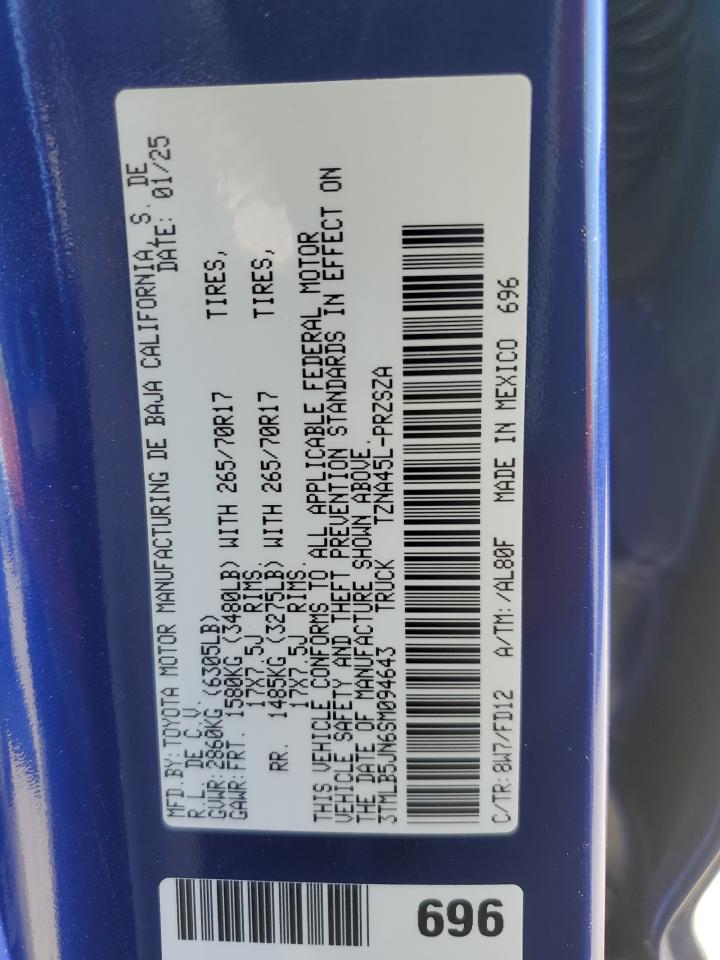 MFD.BY:TOYOTA MOTOR MANUFACTURING DE BAJA CALIFORNIA, S. DE
R.L. DE C.V. DATE: 01/25
GVWR:2860KG (6305LB)
GAWR:FRT. 1580KG (3480LB) WITH 265/70R17 TIRES,
17X7.5J RIMS.
RR. 1485KG (3275LB) WITH 265/70R17 TIRES,
17X7.5J RIMS.
THIS VEHICLE CONFORMS TO ALL APPLICABLE FEDERAL MOTOR
VEHICLE SAFETY AND THEFT PREVENTION STANDARDS IN EFFECT ON
THE DATE OF MANUFACTURE SHOWN ABOVE.
3TMLB5JN6SM094643 TRUCK TZNA45L-PRZSZA
C/TR:8W7/FD12 A/TM:/AL80F MADE IN MEXICO 696
696